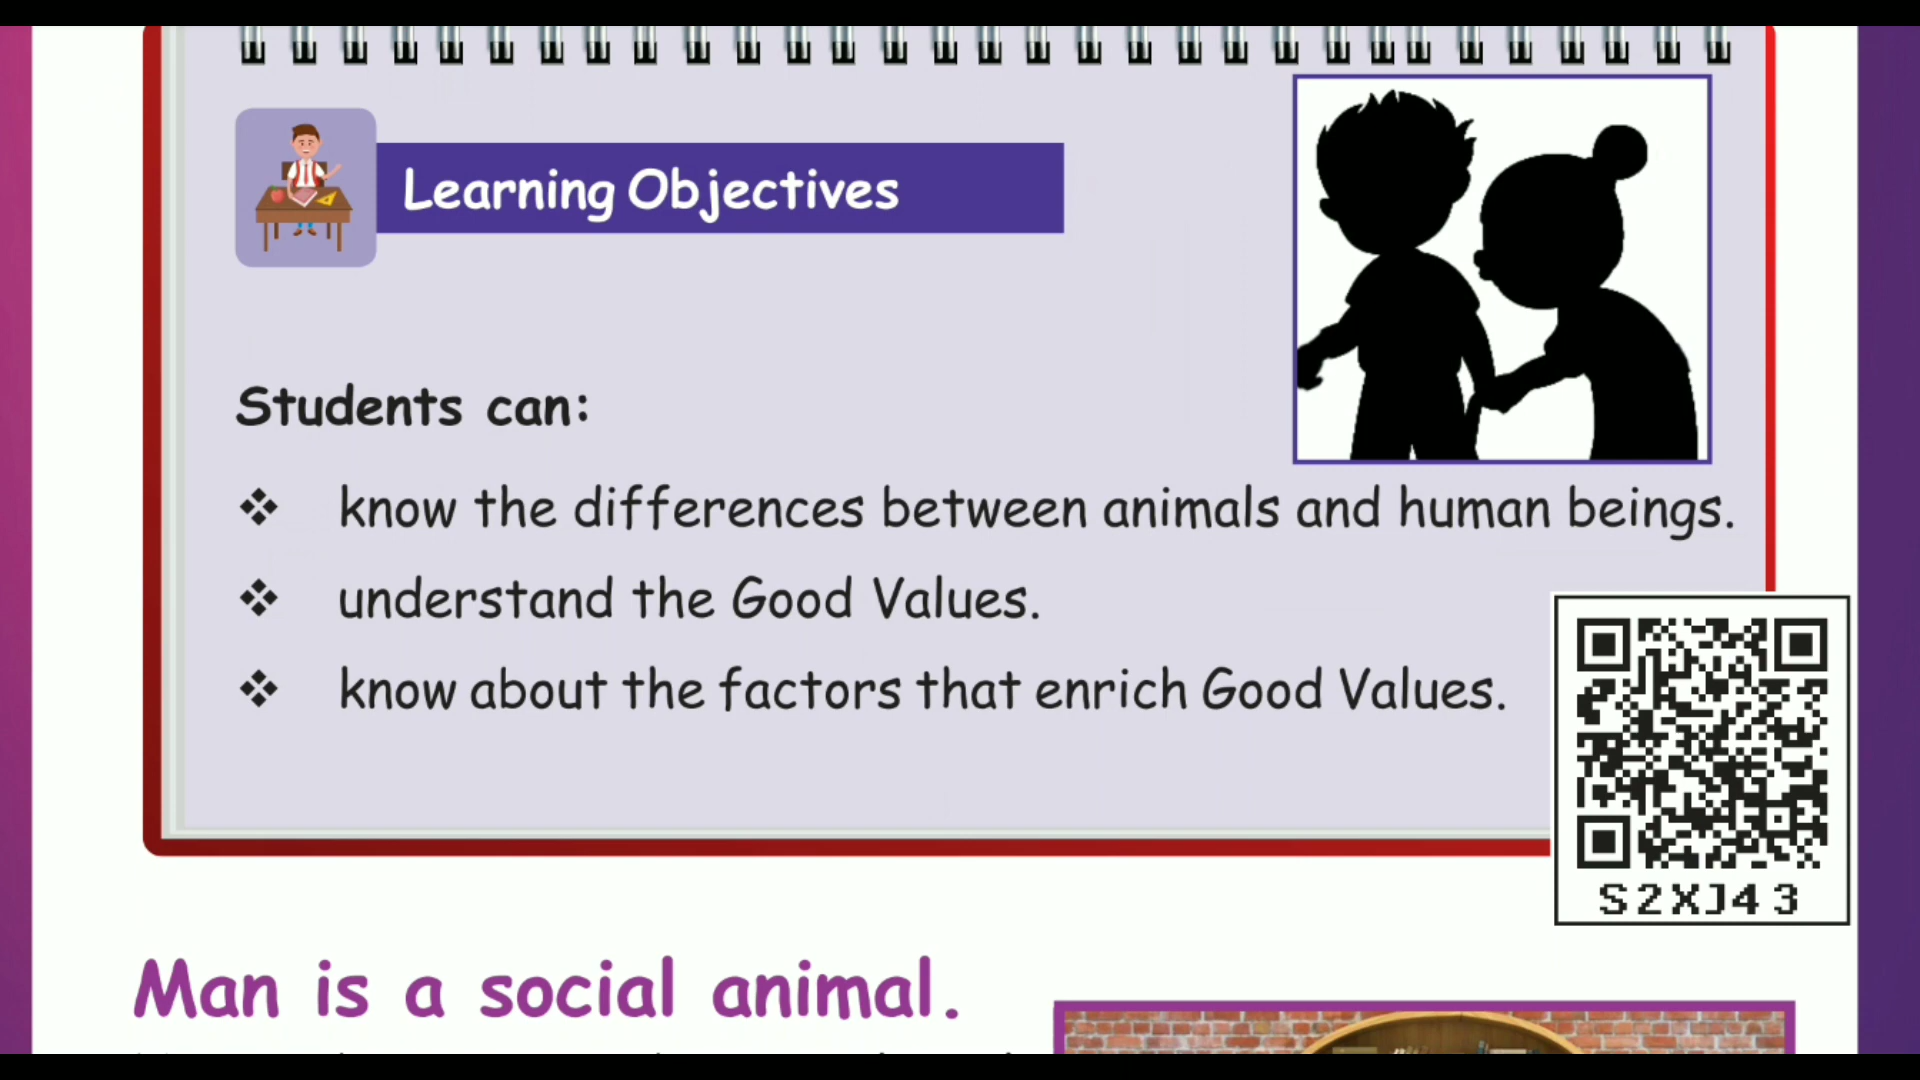 Learning Objectives
Students can:
❖ know the differences between animals and human beings.
❖ understand the Good Values.
❖ know about the factors that enrich Good Values.
S2XJ43
Man is a social animal.